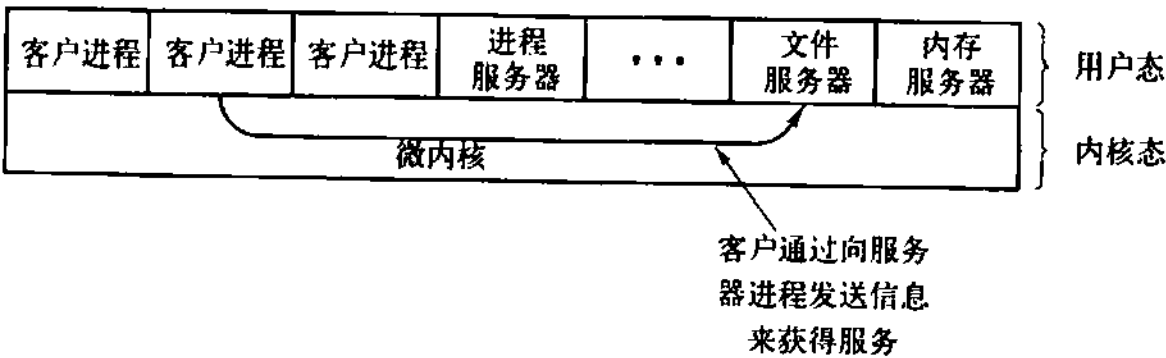 客户进程
客户进程
客户进程
进程
服务器
···
文件
服务器
内存
服务器
用户态
微内核
内核态
客户通过向服务
器进程发送信息
来获得服务